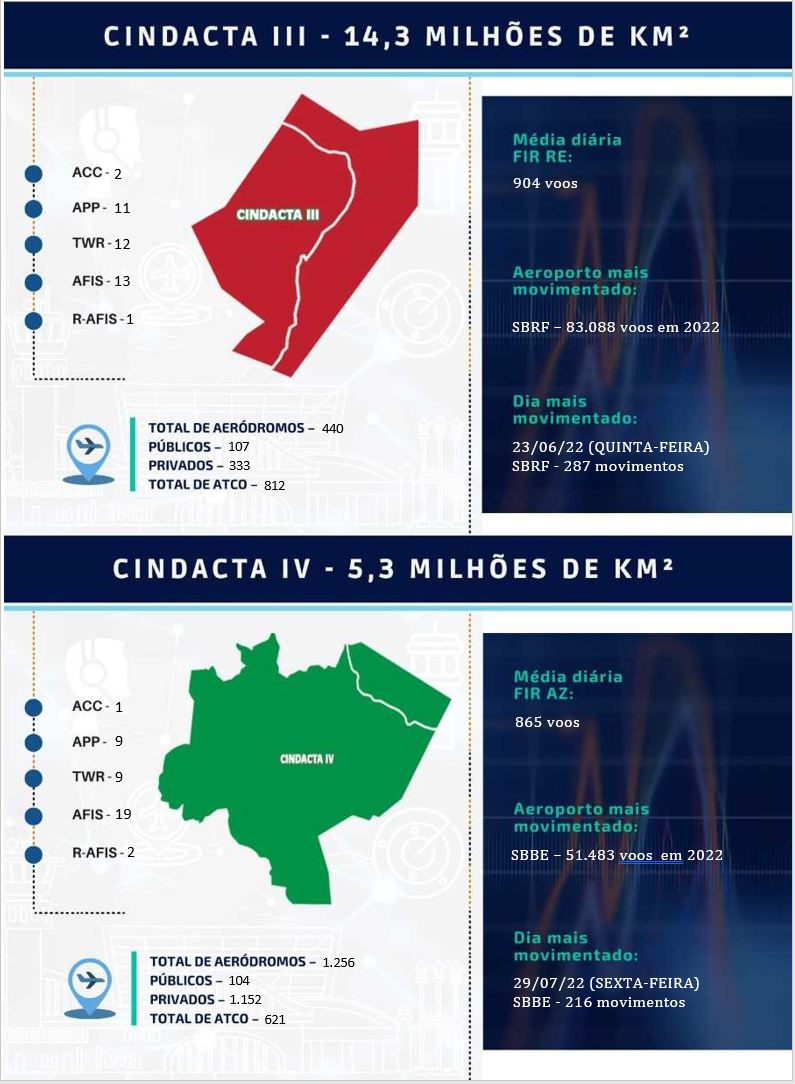 CINDACTA III - 14,3 MILHÕES DE KM²
ACC - 2
APP - 11
TWR - 12
AFIS - 13
R-AFIS - 1
CINDACTA III
TOTAL DE AERÓDROMOS – 440
PÚBLICOS – 107
PRIVADOS – 333
TOTAL DE ATCO – 812
Média diária
FIR RE:
904 voos
Aeroporto mais
movimentado:
SBRF – 83.088 voos em 2022
Dia mais
movimentado:
23/06/22 (QUINTA-FEIRA)
SBRF - 287 movimentos
CINDACTA IV - 5,3 MILHÕES DE KM²
ACC - 1
APP - 9
TWR - 9
AFIS - 19
R-AFIS - 2
CINDACTA IV
TOTAL DE AERÓDROMOS – 1.256
PÚBLICOS – 104
PRIVADOS – 1.152
TOTAL DE ATCO – 621
Média diária
FIR AZ:
865 voos
Aeroporto mais
movimentado:
SBBE – 51.483 voos em 2022
Dia mais
movimentado:
29/07/22 (SEXTA-FEIRA)
SBBE - 216 movimentos